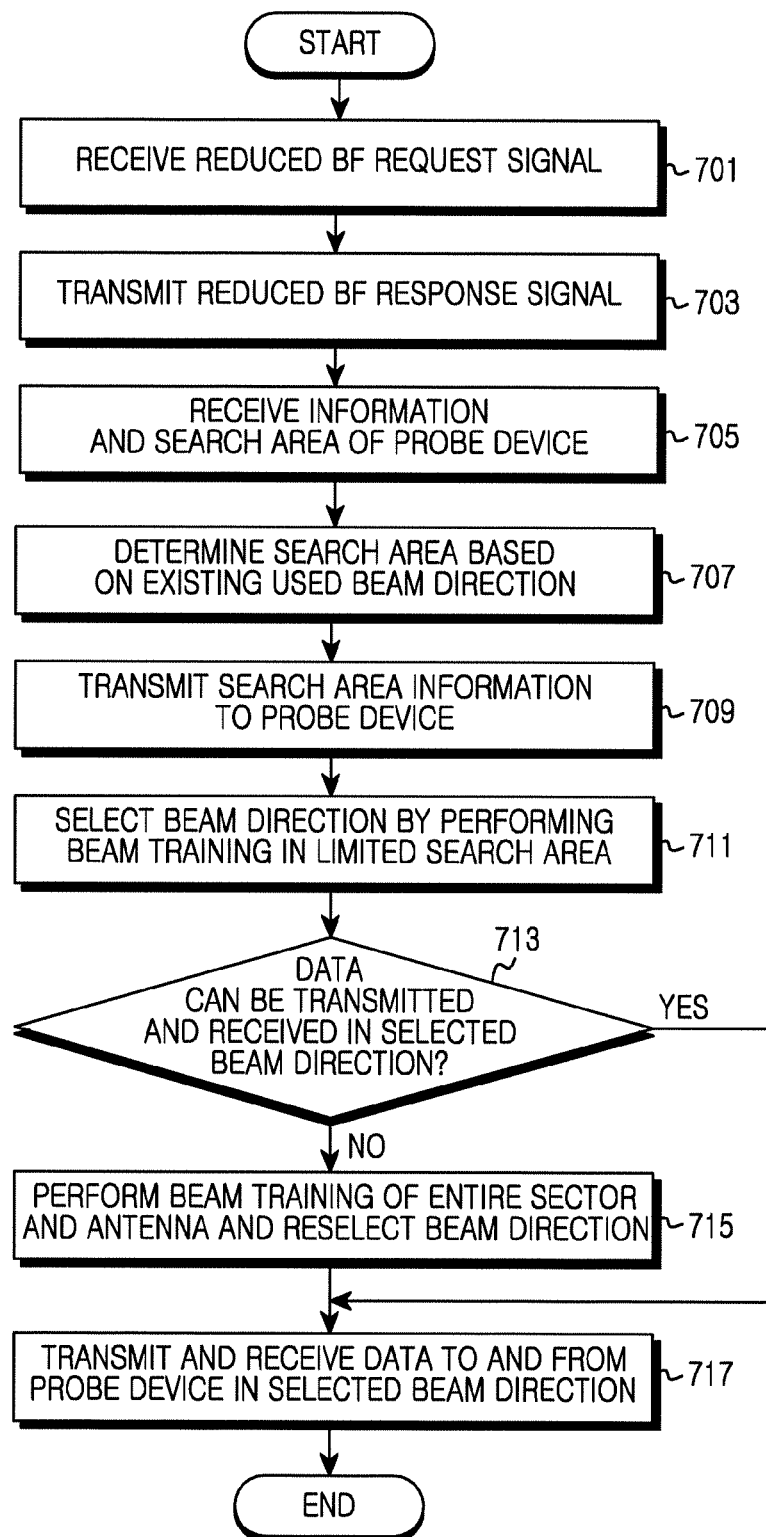 START
RECEIVE REDUCED BF REQUEST SIGNAL
701
TRANSMIT REDUCED BF RESPONSE SIGNAL
703
RECEIVE INFORMATION
AND SEARCH AREA OF PROBE DEVICE
705
DETERMINE SEARCH AREA BASED
ON EXISTING USED BEAM DIRECTION
707
TRANSMIT SEARCH AREA INFORMATION
TO PROBE DEVICE
709
SELECT BEAM DIRECTION BY PERFORMING
BEAM TRAINING IN LIMITED SEARCH AREA
711
713
DATA
CAN BE TRANSMITTED
AND RECEIVED IN SELECTED
BEAM DIRECTION?
YES
NO
PERFORM BEAM TRAINING OF ENTIRE SECTOR
AND ANTENNA AND RESELECT BEAM DIRECTION
715
TRANSMIT AND RECEIVE DATA TO AND FROM
PROBE DEVICE IN SELECTED BEAM DIRECTION
717
END